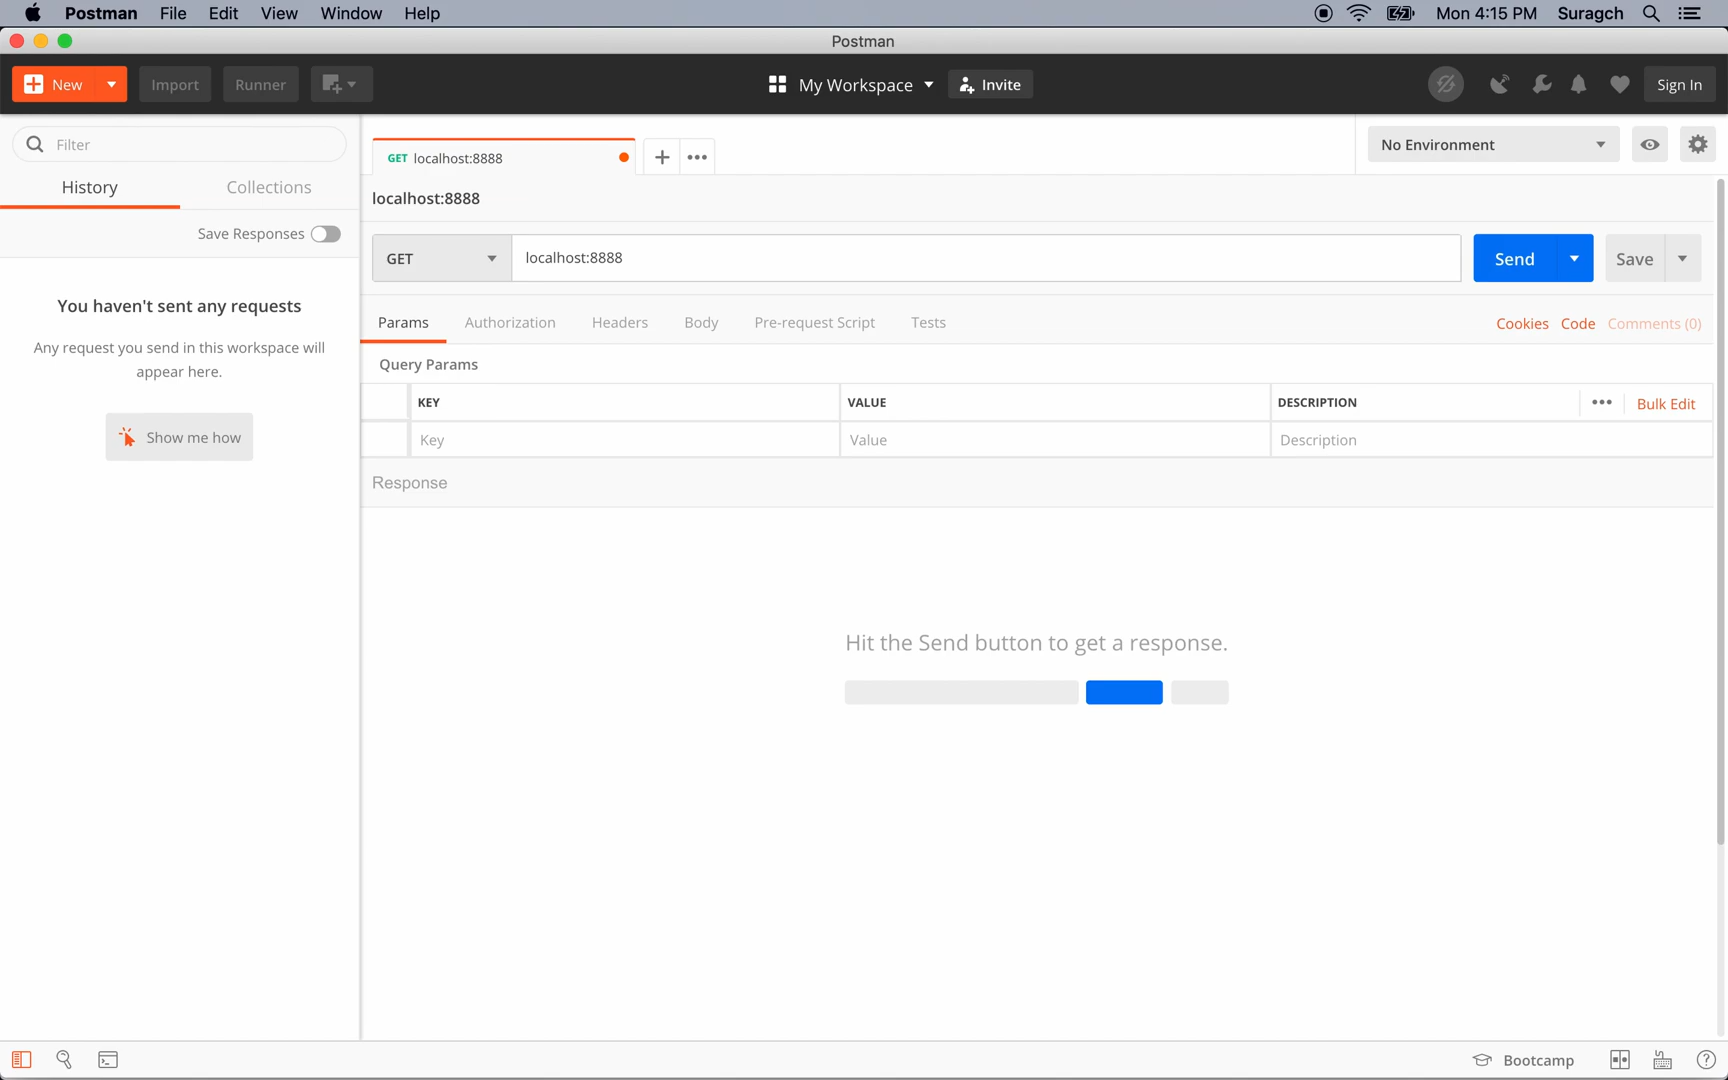 Postman File Edit View Window Help Mon 4:15 PM Suragch
Postman
New Import Runner My Workspace Invite Sign In
Filter
GET localhost:8888
No Environment
History Collections
localhost:8888
Save Responses
GET localhost:8888 Send Save
You haven't sent any requests
Any request you send in this workspace will
appear here.
Show me how
Params Authorization Headers Body Pre-request Script Tests Cookies Code Comments (0)
Query Params
KEY VALUE DESCRIPTION Bulk Edit
Key Value Description
Response
Hit the Send button to get a response.
Bootcamp